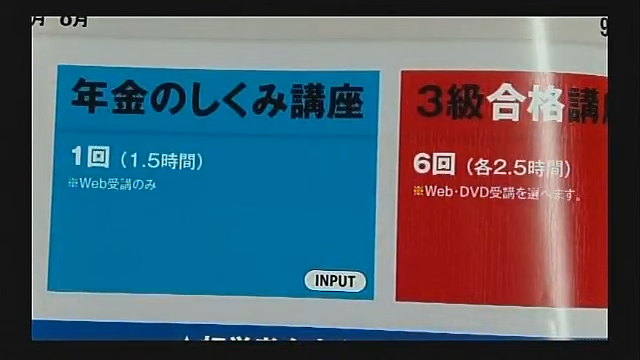 8月
年金のしくみ講座
1回(1.5時間)
※Web受講のみ
INPUT
3級合格講
6回(各2.5時間)
※Web・DVD受講を選べます。